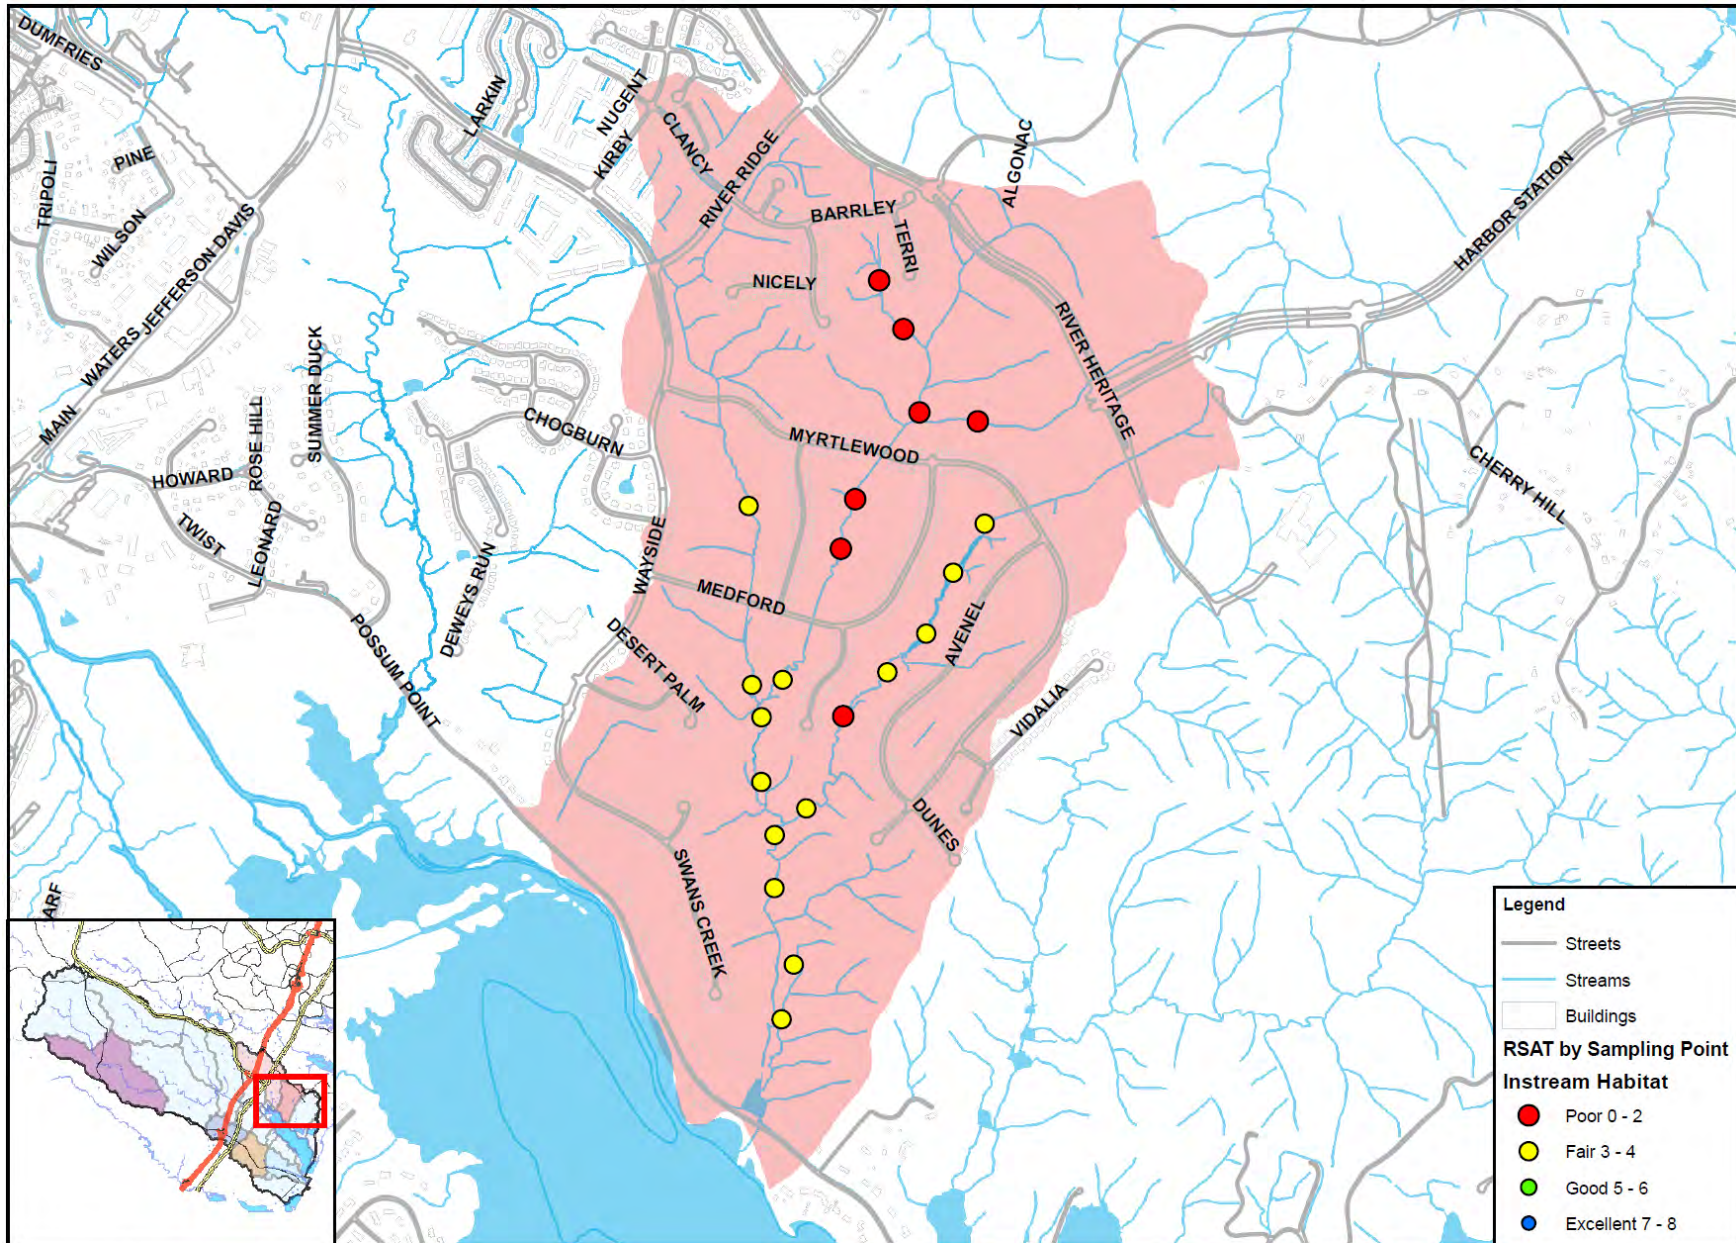 DUMFRIES
LARKIN
NUGENT
KIRBY
CLANCY
RIVER RIDGE
ALGONAC
PINE
TRIPOLI
WILSON
BARRLEY
TERRI
HARBOR STATION
JEFFERSON DAVIS
NICELY
WATERS
RIVER HERITAGE
SUMMER DUCK
MAIN
ROSE HILL
CHOGBURN
MYRTLEWOOD
HOWARD
CHERRY HILL
TWIST
LEONARD
WAYSIDE
DEWEYS RUN
MEDFORD
AVENEL
POSSUM POINT
DESERT PALM
VIDALIA
DUNES
SWANS CREEK
ARF
Legend
Streets
Streams
Buildings
RSAT by Sampling Point
Instream Habitat
Poor 0 - 2
Fair 3 - 4
Good 5 - 6
Excellent 7 - 8